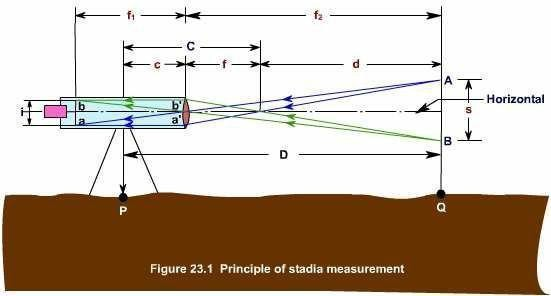 f₁ f₂
C
c f d
A
b b'
i Horizontal
s
a a'
B
D
P Q
Figure 23.1 Principle of stadia measurement